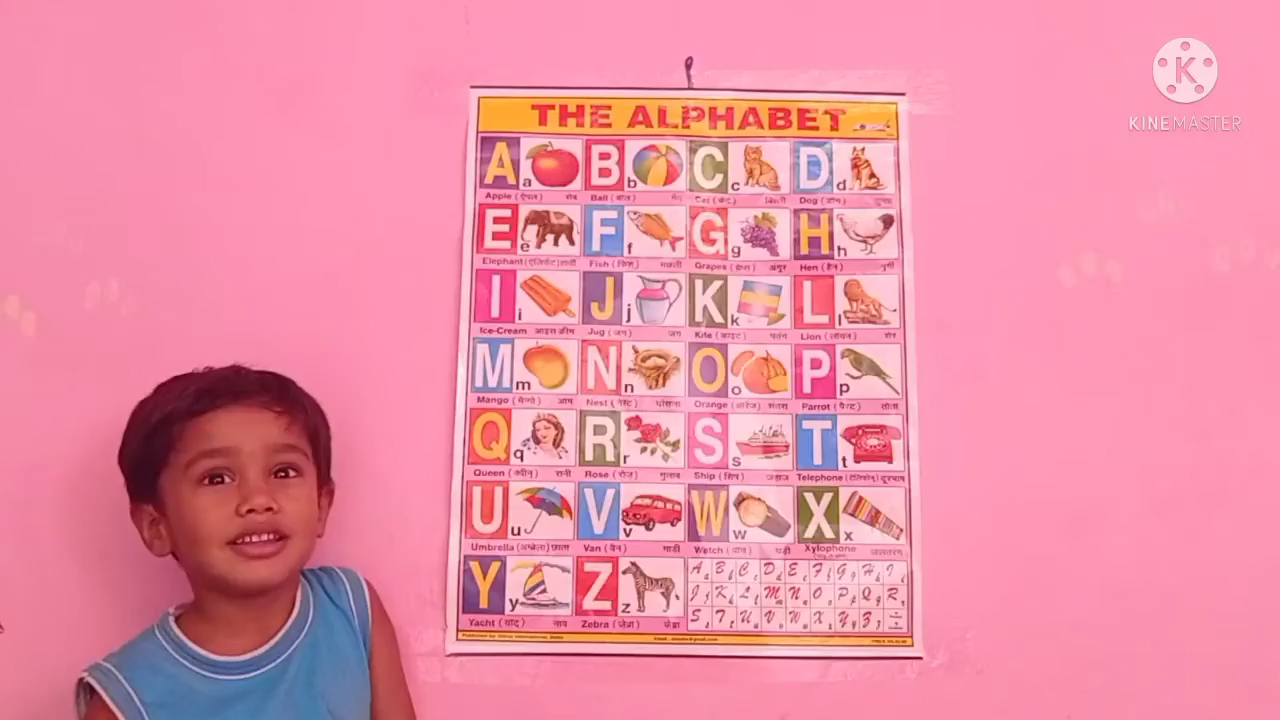 KINEMASTER
THE ALPHABET
A a B b C c D d
Apple (ऐपल) सेब Ball (बाल) गेंद Cat (कैट) बिल्ली Dog (डॉग)
E e F f G g H h
Elephant (एलिफेंट) हाथी Fish (फिश) मछली Grapes (ग्रेप्स) अंगूर Hen (हैन) मुर्गी
I i J j K k L l
Ice-Cream आइसक्रीम Jug (जग) जग Kite (काइट) पतंग Lion (लॉयन) शेर
M m N n O o P p
Mango (मैंगो) आम Nest (नेस्ट) घोंसला Orange (ऑरेंज) संतरा Parrot (पैरट) तोता
Q q R r S s T t
Queen (क्वीन) रानी Rose (रोज़) गुलाब Ship (शिप) जहाज Telephone (टेलिफोन) दूरभाष
U u V v W w X x
Umbrella (अम्ब्रेला) छाता Van (वैन) गाड़ी Watch (वाच) घड़ी Xylophone जलतरंग
Y y Z z
Yacht (याट) नाव Zebra (ज़ेब्रा) ज़ेब्रा
A B C D E F G H I
J K L M N O P Q R
S T U V W X Y Z